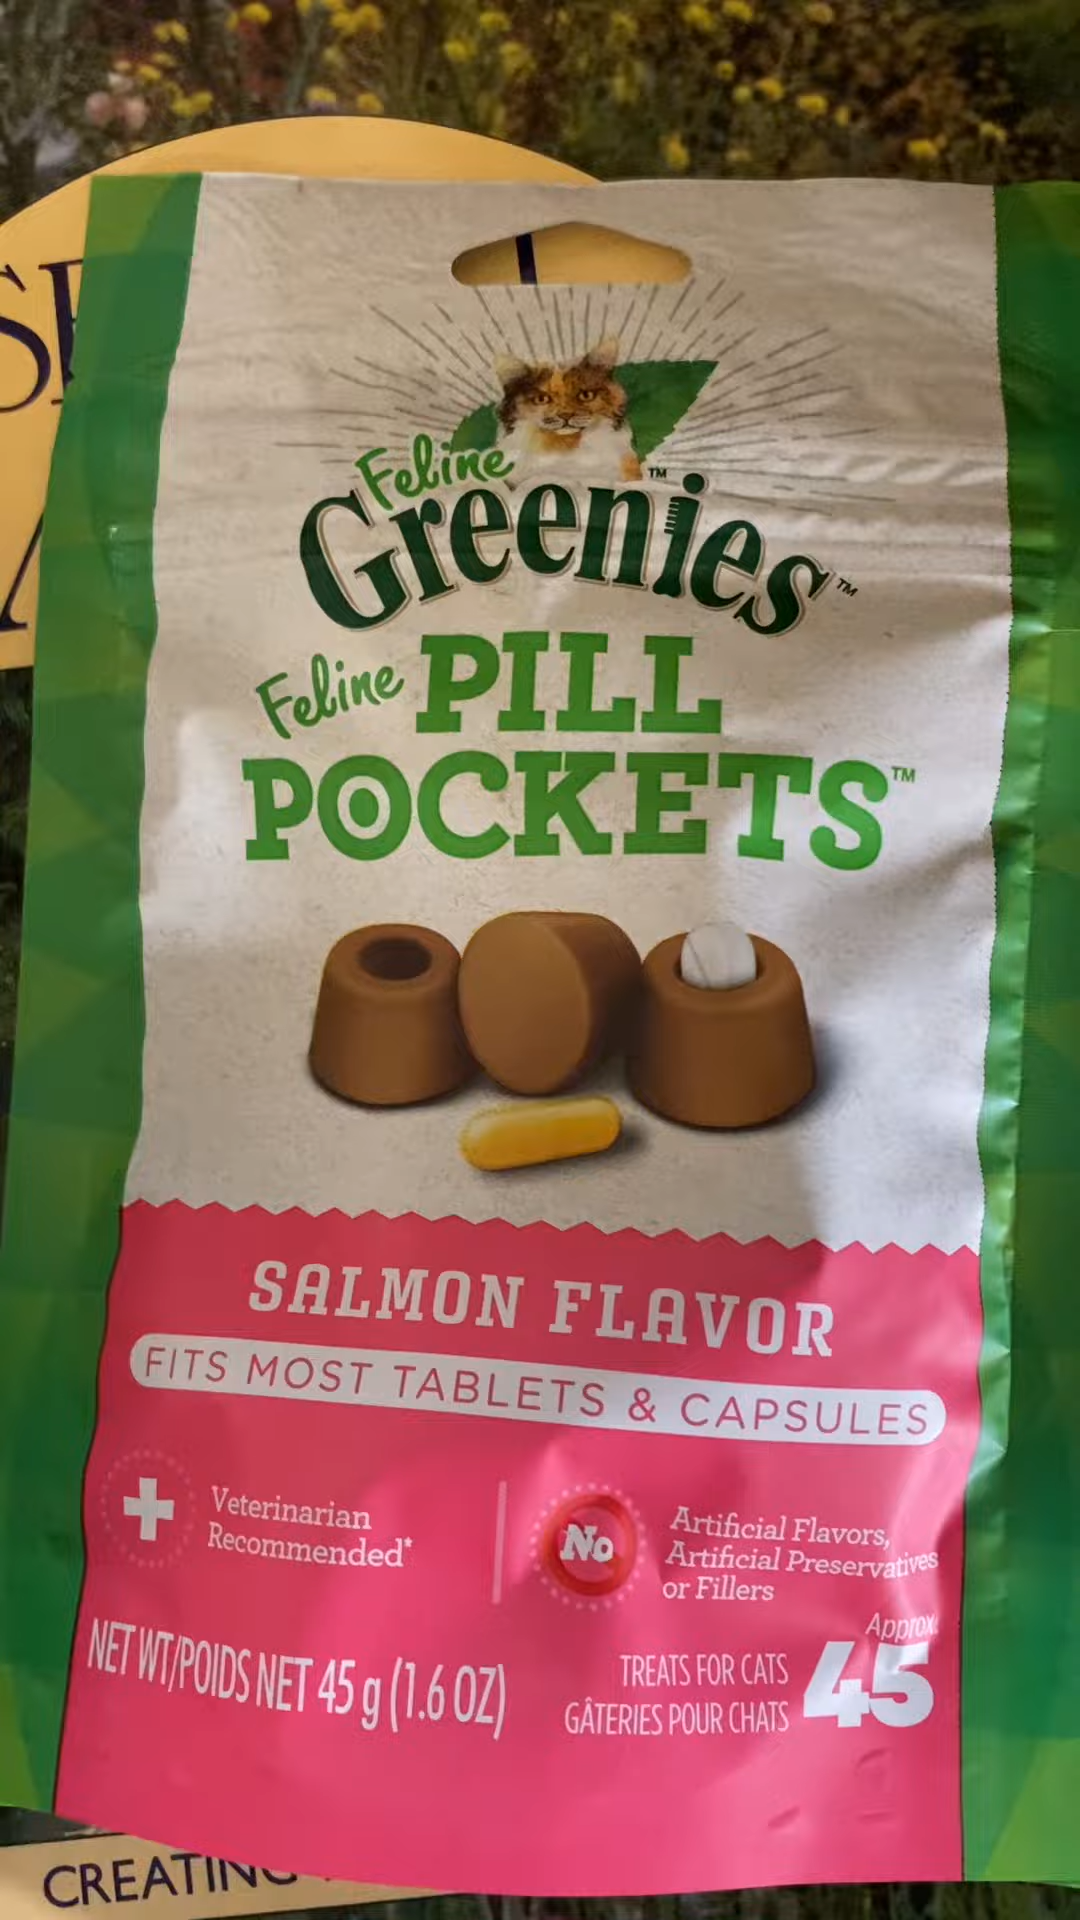 Feline
Greenies™
Feline PILL
POCKETS™
SALMON FLAVOR
FITS MOST TABLETS & CAPSULES
Veterinarian
Recommended*
No
Artificial Flavors,
Artificial Preservatives
or Fillers
NET WT/POIDS NET 45 g (1.6 OZ)
Approx.
TREATS FOR CATS
GÂTERIES POUR CHATS
45
CREATING